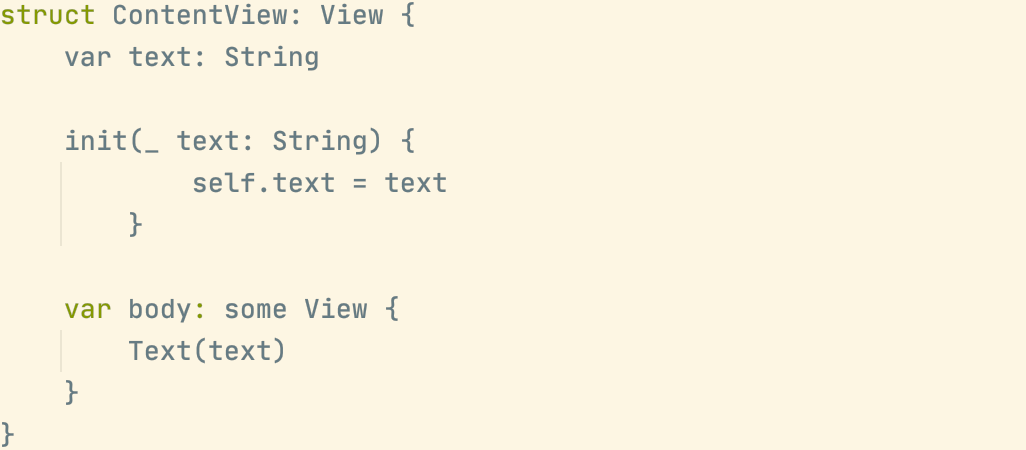 struct ContentView: View {
    var text: String

    init(_ text: String) {
            self.text = text
        }

    var body: some View {
        Text(text)
    }
}